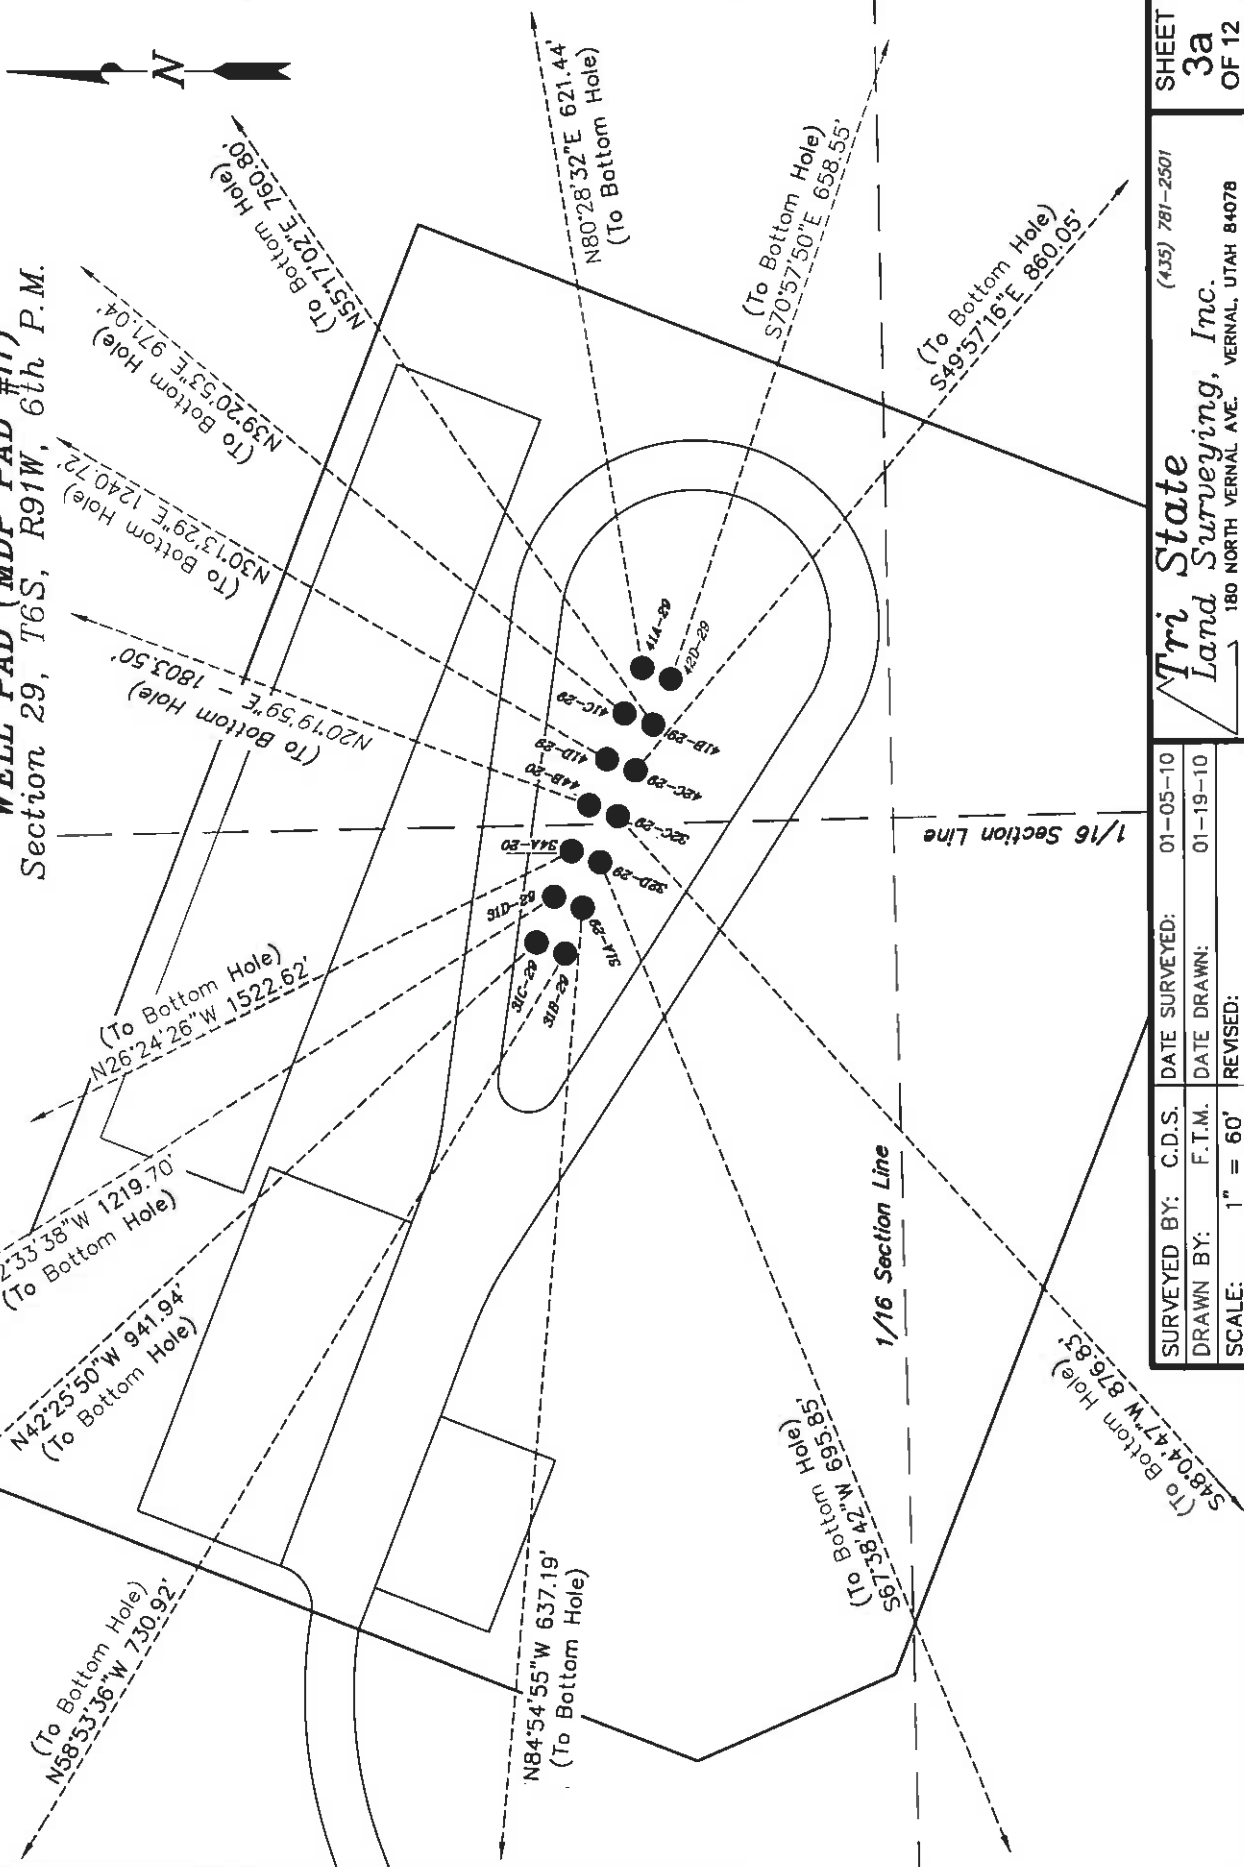 WELL PAD (MDP PAD #11)
Section 29, T6S, R91W, 6th P.M.
N
(To Bottom Hole)
N58°53'36"W 730.92'
N42°25'50"W 941.94'
(To Bottom Hole)
2°33'38"W 1219.70'
(To Bottom Hole)
(To Bottom Hole)
N26°24'26"W 1522.62'
N20°19'59"E - 1803.50'
(To Bottom Hole)
N30°13'29"E 1240.72'
(To Bottom Hole)
N39°20'53"E 971.04'
(To Bottom Hole)
N55°17'02"E 760.80'
(To Bottom Hole)
N80°28'32"E 621.44'
(To Bottom Hole)
(To Bottom Hole)
S70°57'50"E 658.55'
(To Bottom Hole)
S49°57'16"E 860.05'
N84°54'55"W 637.19'
(To Bottom Hole)
(To Bottom Hole)
S67°38'42"W 695.85'
(To Bottom Hole)
S48°04'47"W 876.83'
31C-29
31B-29
31D-29
31A-29
34A-20
32D-29
44B-20
32C-29
41D-29
42C-29
41C-29
41B-29
41A-29
42D-29
1/16 Section Line
1/16 Section Line
SURVEYED BY: C.D.S.
DATE SURVEYED: 01-05-10
DRAWN BY: F.T.M.
DATE DRAWN: 01-19-10
SCALE: 1" = 60'
REVISED:
Tri State
Land Surveying, Inc.
180 NORTH VERNAL AVE. VERNAL, UTAH 84078
(435) 781-2501
SHEET
3a
OF 12